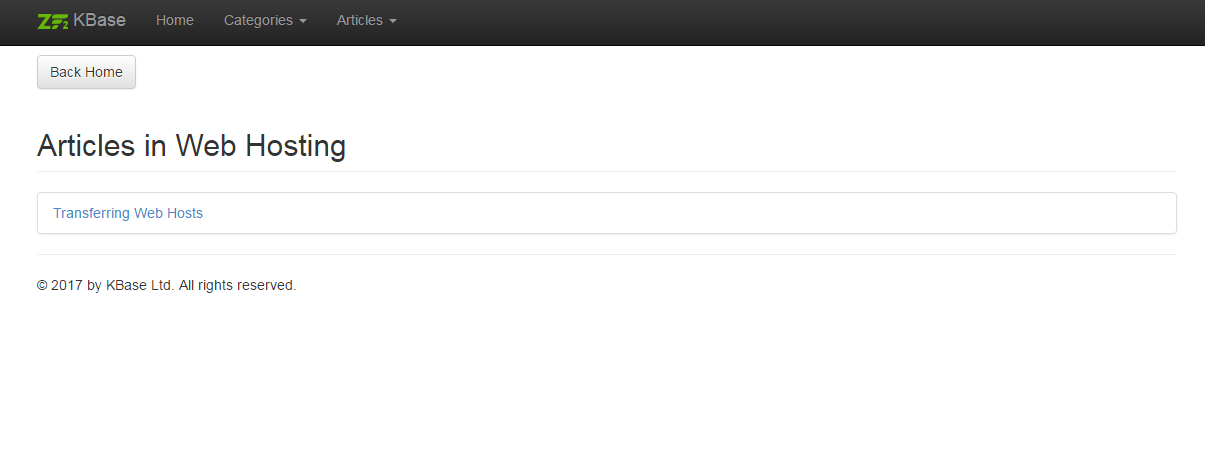 ZF2 KBase Home Categories Articles
Back Home
Articles in Web Hosting
Transferring Web Hosts
© 2017 by KBase Ltd. All rights reserved.